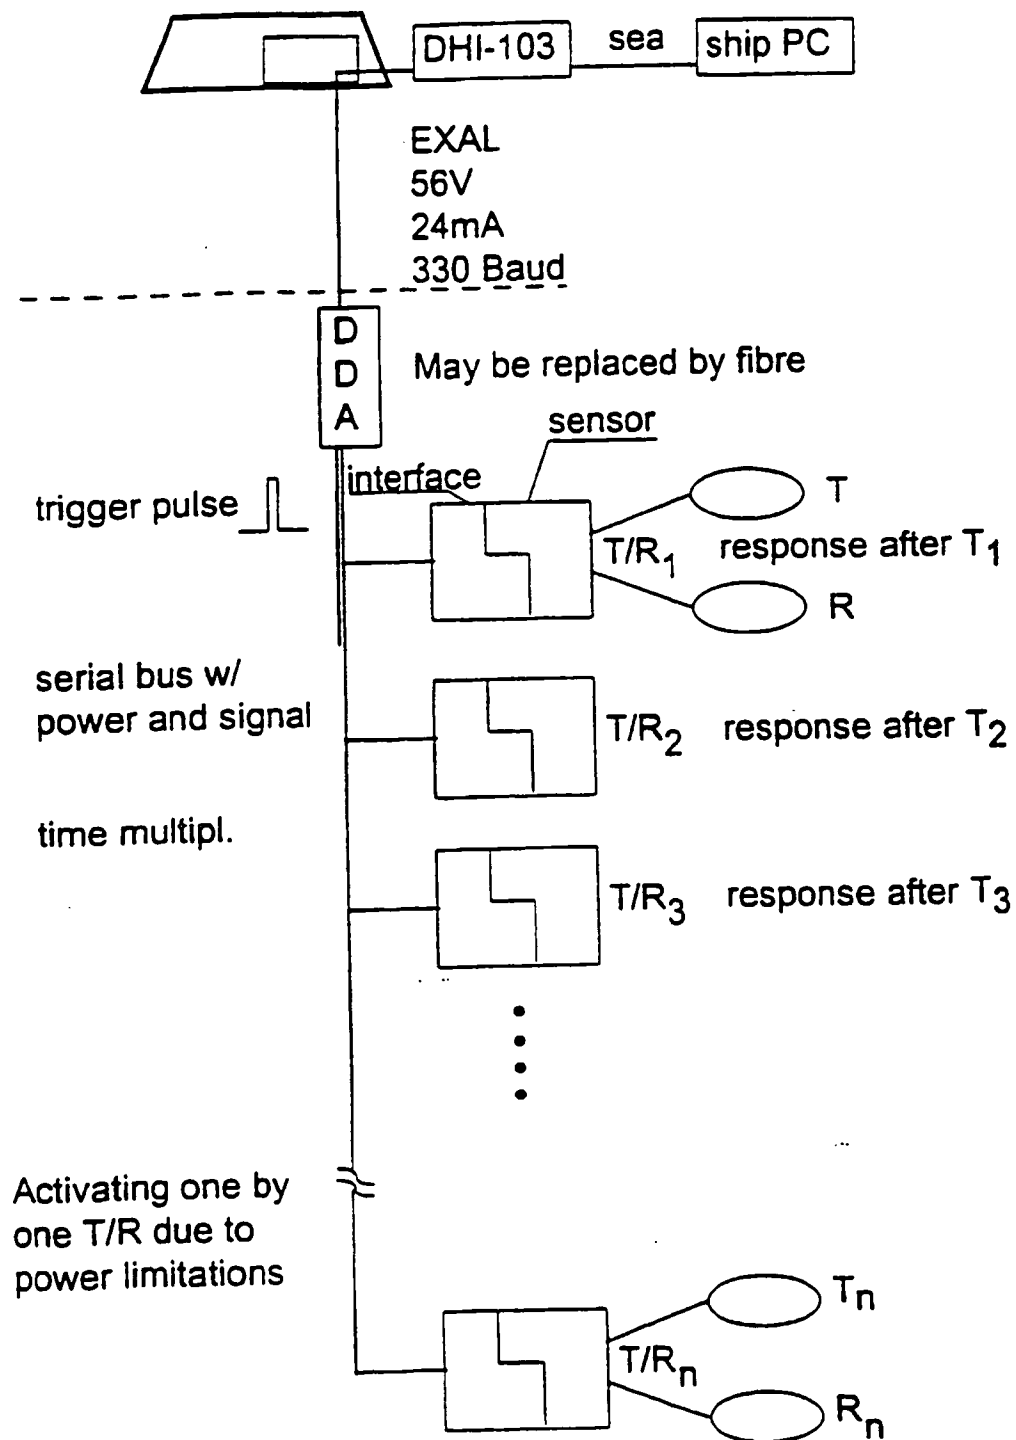 DHI-103
sea
ship PC
EXAL
56V
24mA
330 Baud
D
D
A
May be replaced by fibre
sensor
interface
trigger pulse
T
T/R1
response after T1
R
serial bus w/
power and signal
T/R2
response after T2
time multipl.
T/R3
response after T3
Activating one by
one T/R due to
power limitations
Tn
T/Rn
Rn